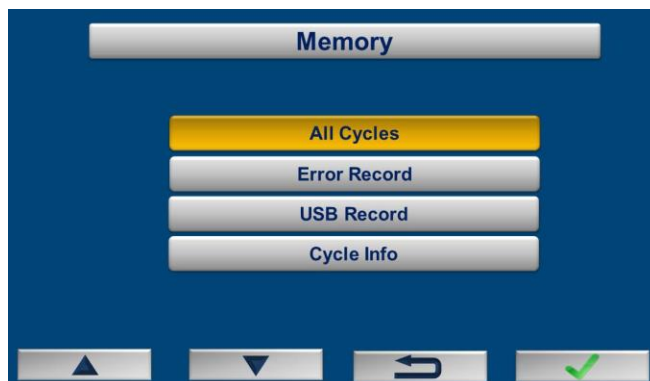 Memory
All Cycles
Error Record
USB Record
Cycle Info